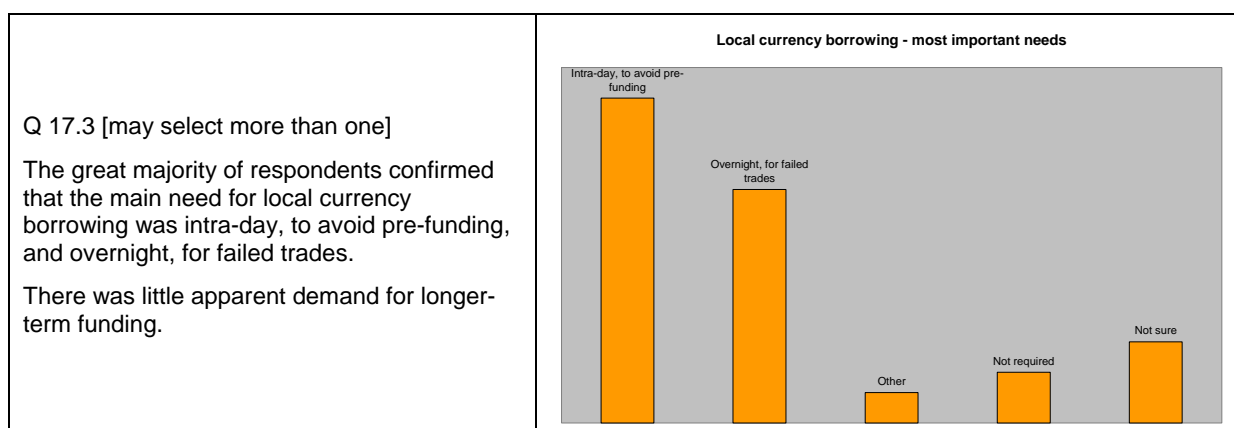 Q 17.3 [may select more than one]
The great majority of respondents confirmed
that the main need for local currency
borrowing was intra-day, to avoid pre-funding,
and overnight, for failed trades.
There was little apparent demand for longer-
term funding.
Local currency borrowing - most important needs
Intra-day, to avoid pre-
funding
Overnight, for failed
trades
Other
Not required
Not sure